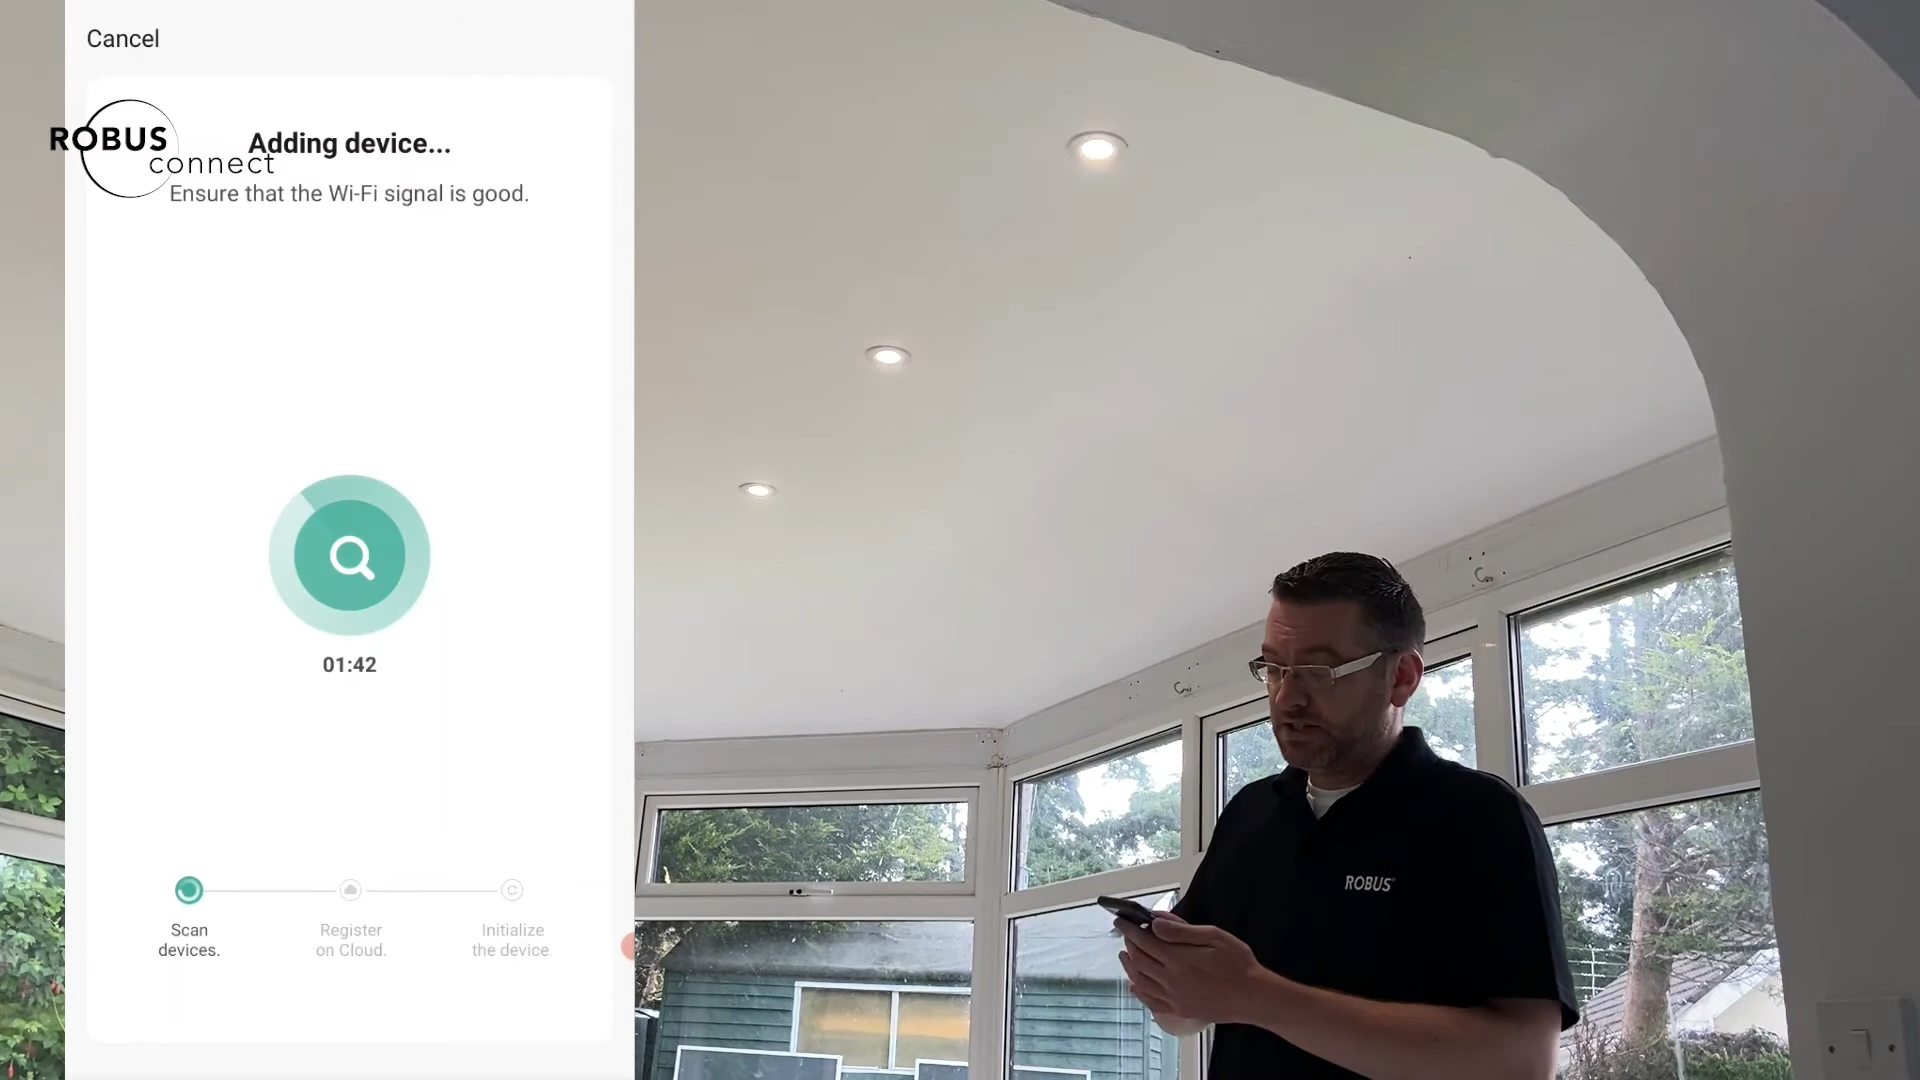 Cancel
ROBUS
connect
Adding device...
Ensure that the Wi-Fi signal is good.
01:42
Scan
devices.
Register
on Cloud.
Initialize
the device
ROBUS